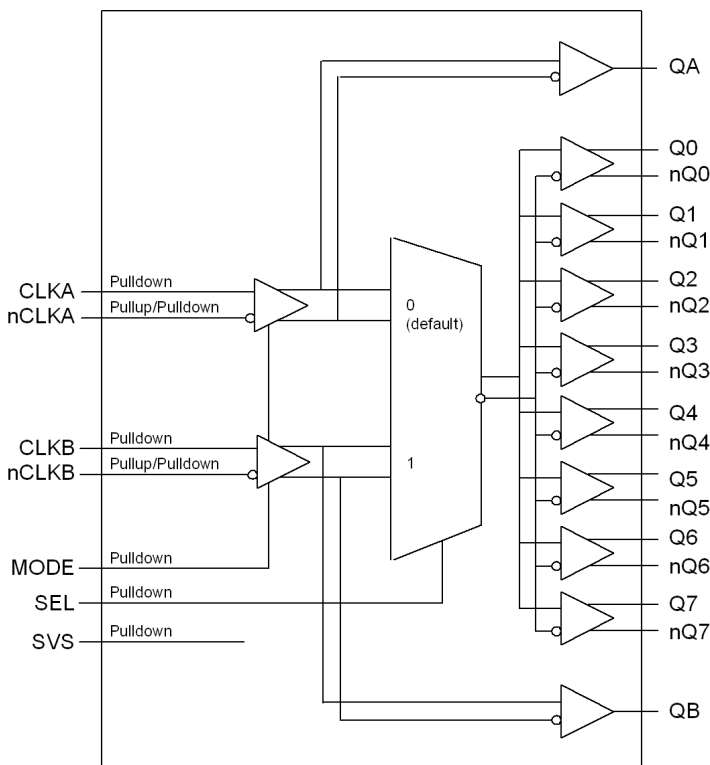 QA
Q0
nQ0
Q1
nQ1
Q2
nQ2
Q3
nQ3
Q4
nQ4
Q5
nQ5
Q6
nQ6
Q7
nQ7
QB
CLKA
Pulldown
nCLKA
Pullup/Pulldown
0
(default)
CLKB
Pulldown
nCLKB
Pullup/Pulldown
1
MODE
Pulldown
SEL
Pulldown
SVS
Pulldown